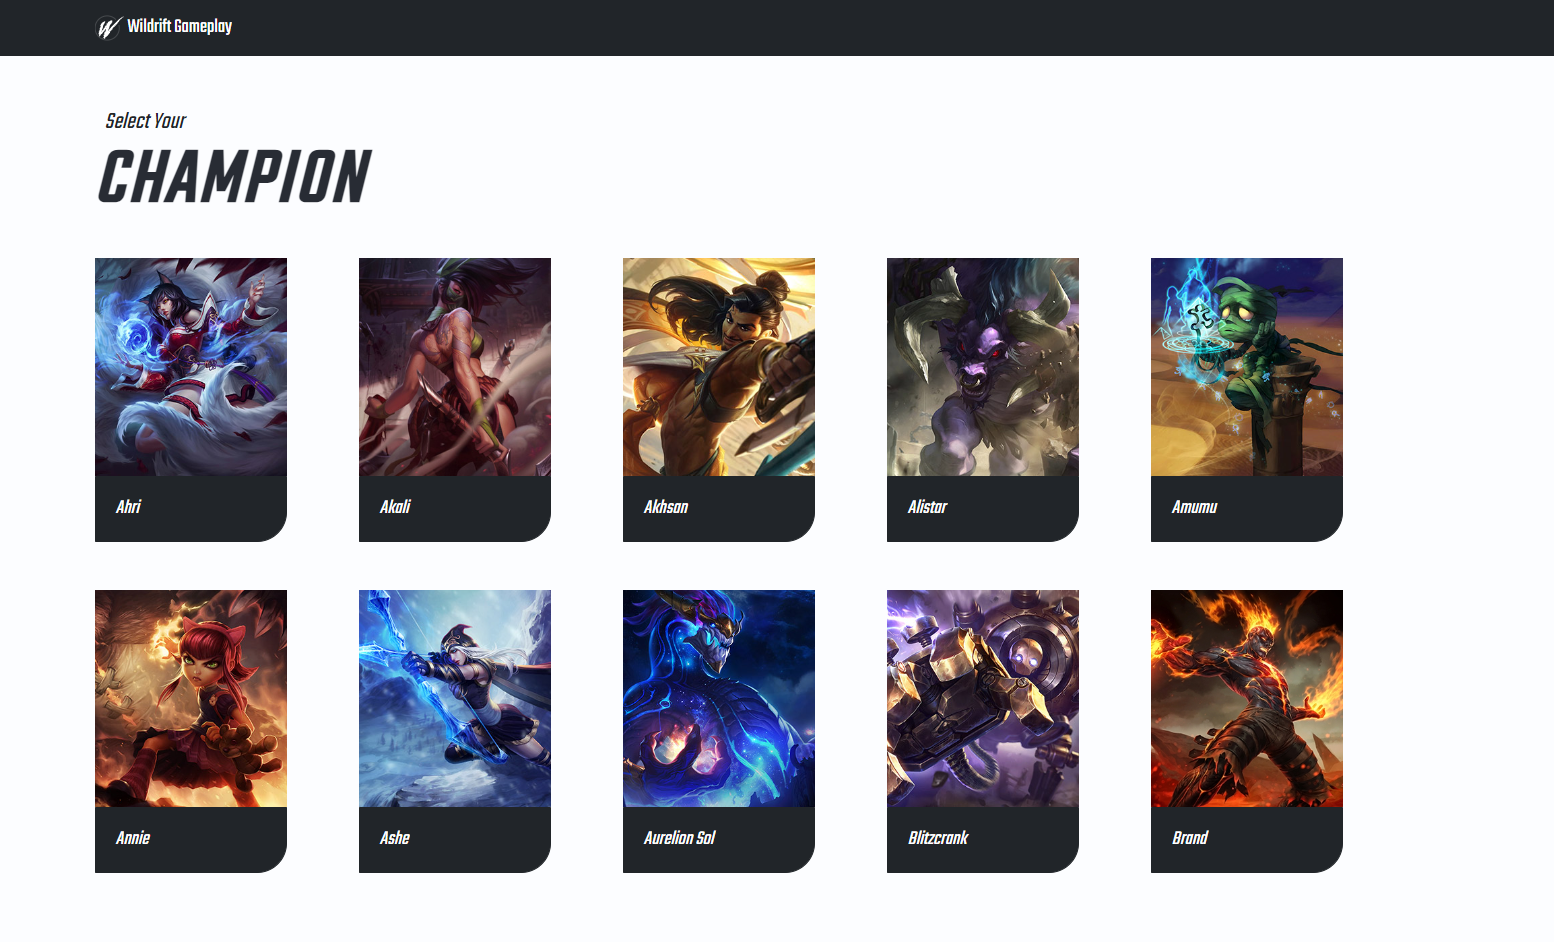 Wildrift Gameplay
Select Your
CHAMPION
Ahri
Akali
Akhsan
Alistar
Amumu
Annie
Ashe
Aurelion Sol
Blitzcrank
Brand